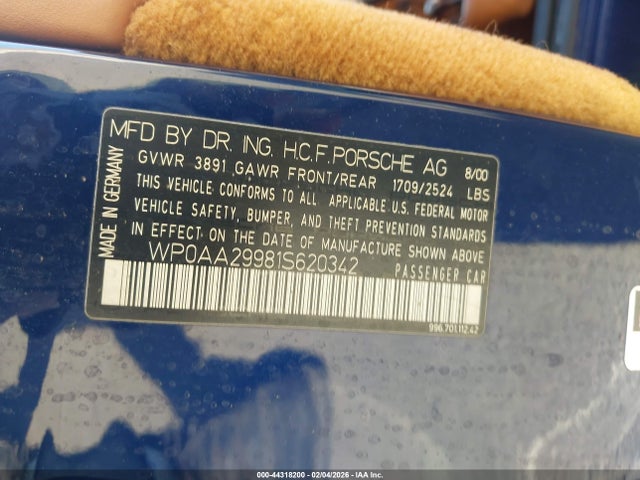 MFD BY DR. ING. H.C.F. PORSCHE AG 8/00
GVWR 3891 GAWR FRONT/REAR 1709/2524 LBS
THIS VEHICLE CONFORMS TO ALL APPLICABLE U.S. FEDERAL MOTOR
VEHICLE SAFETY, BUMPER, AND THEFT PREVENTION STANDARDS
IN EFFECT ON THE DATE OF MANUFACTURE SHOWN ABOVE
WP0AA29981S620342 PASSENGER CAR
996.701.112.42
MADE IN GERMANY
000-44318200 - 02/04/2026 - IAA Inc.